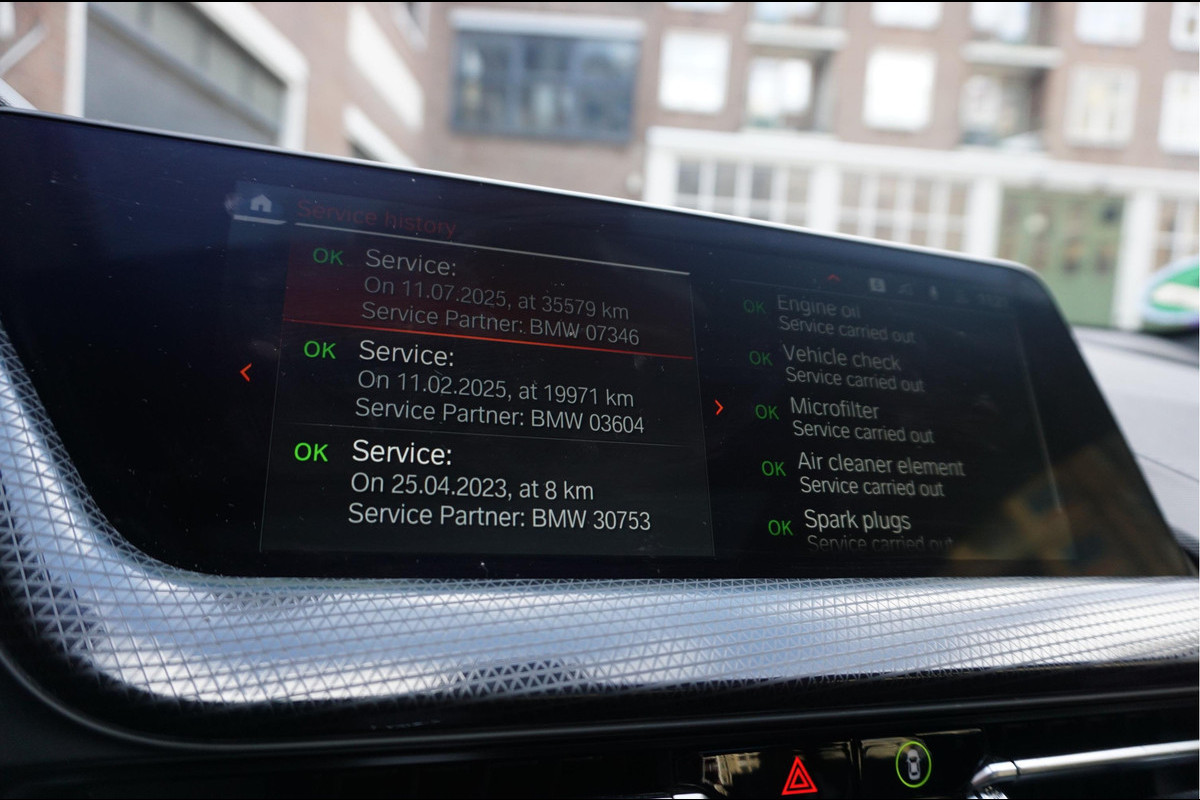 Service history
OK Service:
On 11.07.2025, at 35579 km
Service Partner: BMW 07346
OK Service:
On 11.02.2025, at 19971 km
Service Partner: BMW 03604
OK Service:
On 25.04.2023, at 8 km
Service Partner: BMW 30753
OK Engine oil
Service carried out
OK Vehicle check
Service carried out
OK Microfilter
Service carried out
OK Air cleaner element
Service carried out
OK Spark plugs
Service carried out